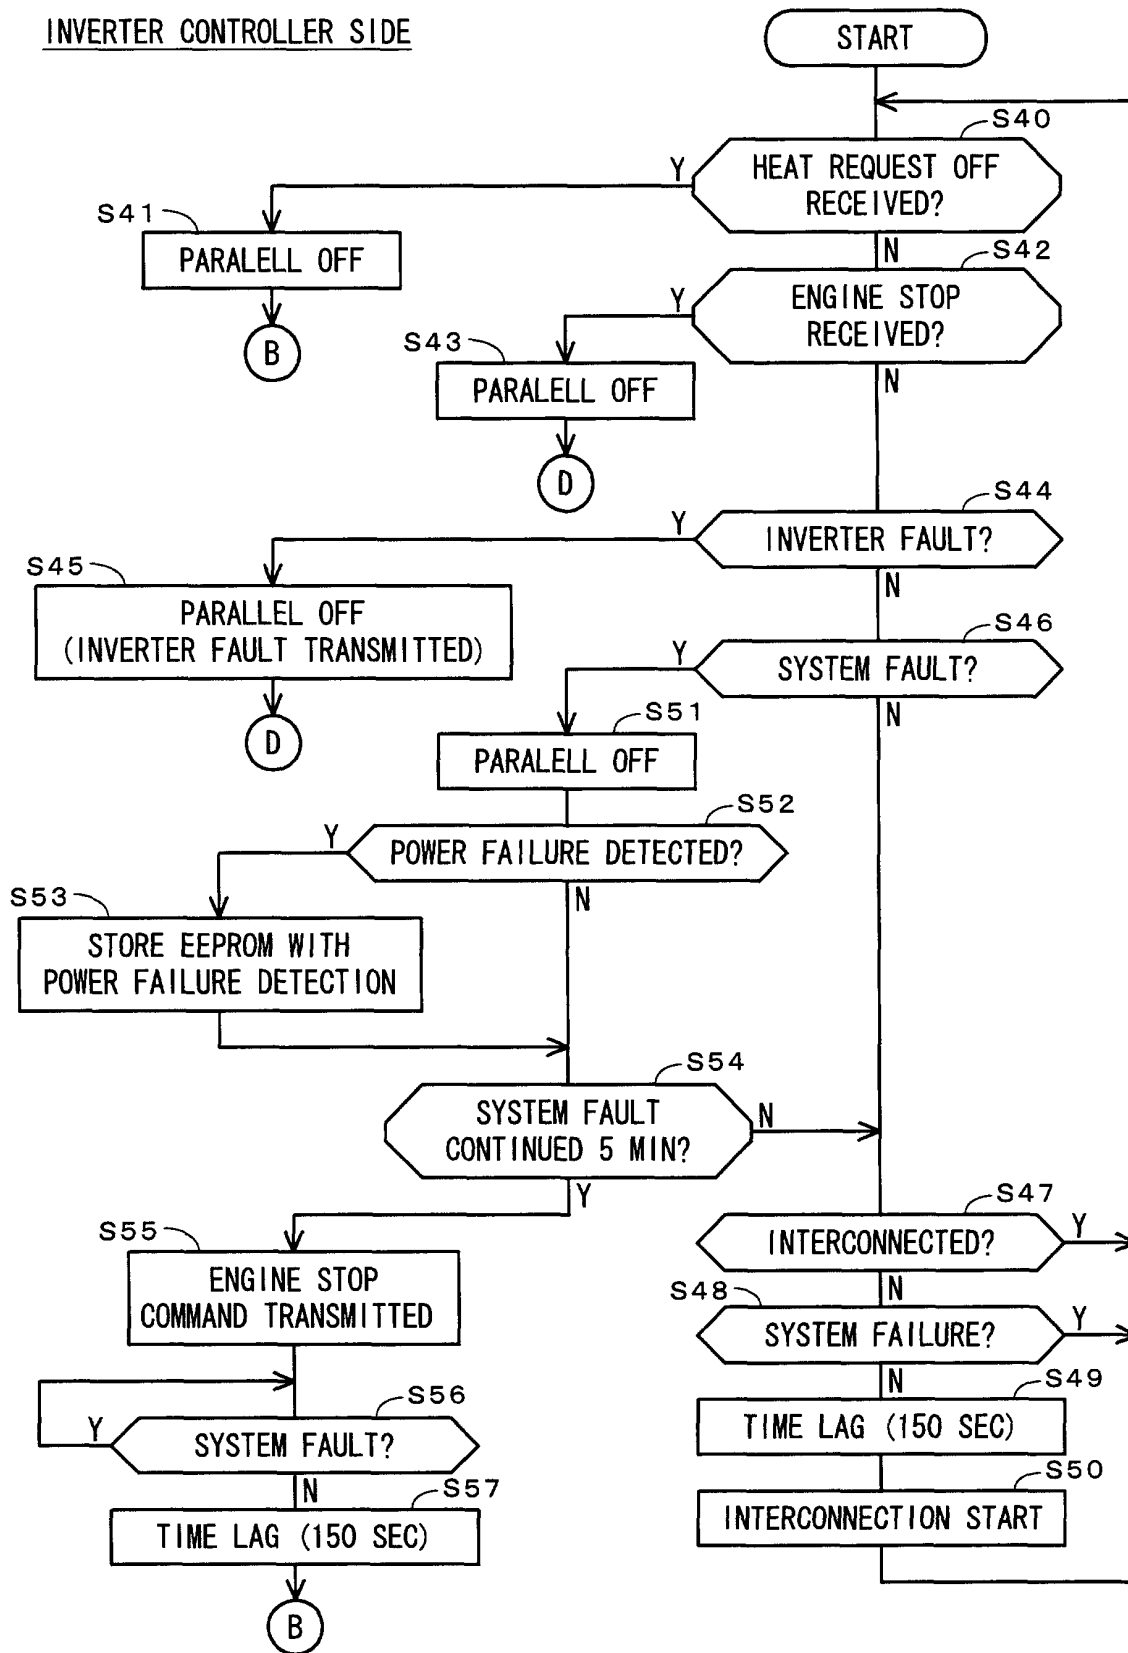 INVERTER CONTROLLER SIDE
START
S40
HEAT REQUEST OFF
RECEIVED?
Y
N
S41
PARALELL OFF
B
S42
ENGINE STOP
RECEIVED?
Y
N
S43
PARALELL OFF
D
S44
INVERTER FAULT?
Y
N
S45
PARALLEL OFF
(INVERTER FAULT TRANSMITTED)
D
S46
SYSTEM FAULT?
Y
N
S51
PARALELL OFF
S52
POWER FAILURE DETECTED?
Y
N
S53
STORE EEPROM WITH
POWER FAILURE DETECTION
S54
SYSTEM FAULT
CONTINUED 5 MIN?
N
Y
S47
INTERCONNECTED?
Y
N
S55
ENGINE STOP
COMMAND TRANSMITTED
S48
SYSTEM FAILURE?
Y
N
S49
TIME LAG (150 SEC)
S56
SYSTEM FAULT?
Y
N
S50
INTERCONNECTION START
S57
TIME LAG (150 SEC)
B